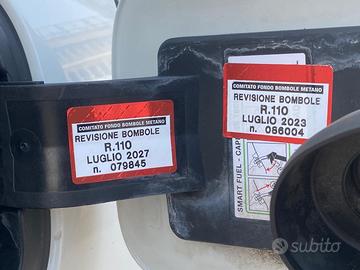 COMITATO FONDO BOMBOLE METANO
REVISIONE BOMBOLE
R.110
LUGLIO 2027
n. 079845
COMITATO FONDO BOMBOLE METANO
REVISIONE BOMBOLE
R.110
LUGLIO 2023
n. 086004
SMART FUEL - CAP
subito